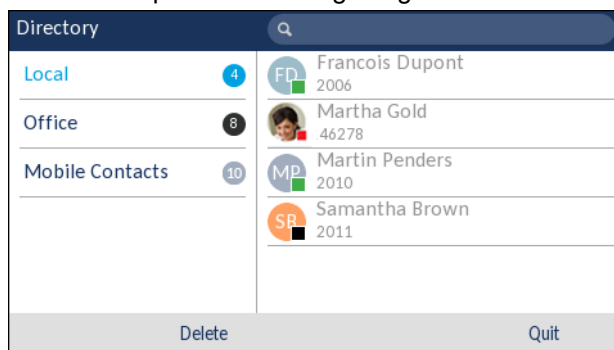 Directory
Local
4
Office
8
Mobile Contacts
10
FD
Francois Dupont
2006
Martha Gold
46278
MP
Martin Penders
2010
SB
Samantha Brown
2011
Delete
Quit